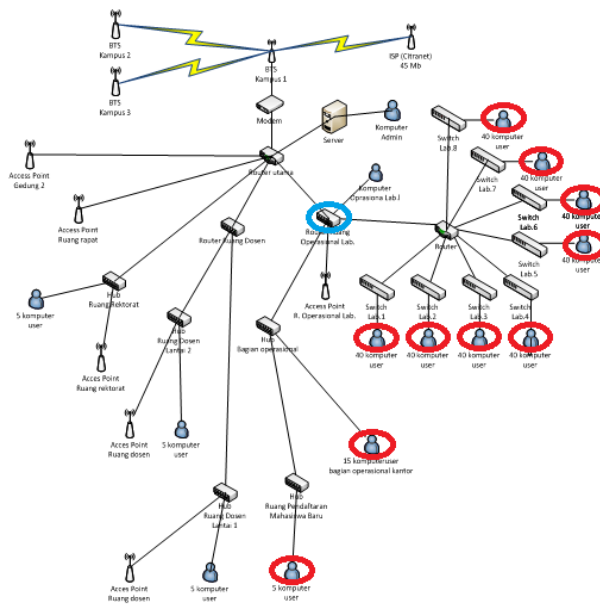 BTS
Kampus 2
BTS
Kampus 1
ISP (Citranet)
45 Mb
BTS
Kampus 3
Modem
Server
Komputer
Admin
Switch
Lab.8
40 komputer
user
Access Point
Gedung 2
Router utama
Switch
Lab.7
40 komputer
user
Komputer
Oprasiona Lab.l
Switch
Lab.6
40 komputer
user
Access Point
Ruang rapat
Router Ruang Dosen
Router Ruang
Operasional Lab.
Router
Switch
Lab.5
40 komputer
user
Hub
Ruang Rektorat
5 komputer
user
Access Point
R. Operasional Lab.
Switch
Lab.1
Switch
Lab.2
Switch
Lab.3
Switch
Lab.4
Hub
Ruang Dosen
Lantai 2
Hub
Bagian operasional
40 komputer
user
40 komputer
user
40 komputer
user
40 komputer
user
Acces Point
Ruang rektorat
Acces Point
Ruang dosen
5 komputer
user
15 komputeruser
bagian operasional kantor
Hub
Ruang Dosen
Lantai 1
Hub
Ruang Pendaftaran
Mahasiswa Baru
Acces Point
Ruang dosen
5 komputer
user
5 komputer
user